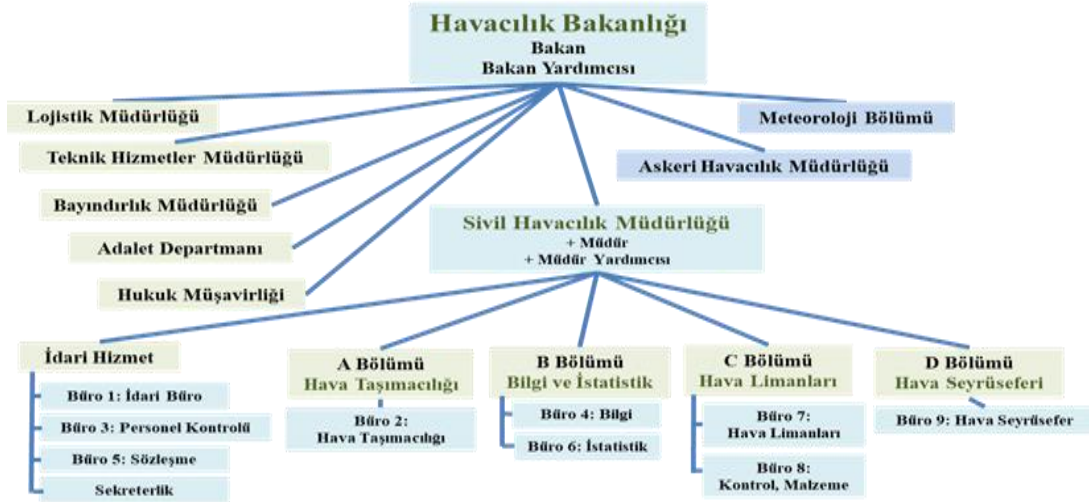 Havacılık Bakanlığı
Bakan
Bakan Yardımcısı
Lojistik Müdürlüğü
Meteoroloji Bölümü
Teknik Hizmetler Müdürlüğü
Askeri Havacılık Müdürlüğü
Bayındırlık Müdürlüğü
Sivil Havacılık Müdürlüğü
+ Müdür
+ Müdür Yardımcısı
Adalet Departmanı
Hukuk Müşavirliği
İdari Hizmet
Büro 1: İdari Büro
Büro 3: Personel Kontrolü
Büro 5: Sözleşme
Sekreterlik
A Bölümü
Hava Taşımacılığı
Büro 2:
Hava Taşımacılığı
B Bölümü
Bilgi ve İstatistik
Büro 4: Bilgi
Büro 6: İstatistik
C Bölümü
Hava Limanları
Büro 7:
Hava Limanları
Büro 8:
Kontrol, Malzeme
D Bölümü
Hava Seyrüseferi
Büro 9: Hava Seyrüsefer